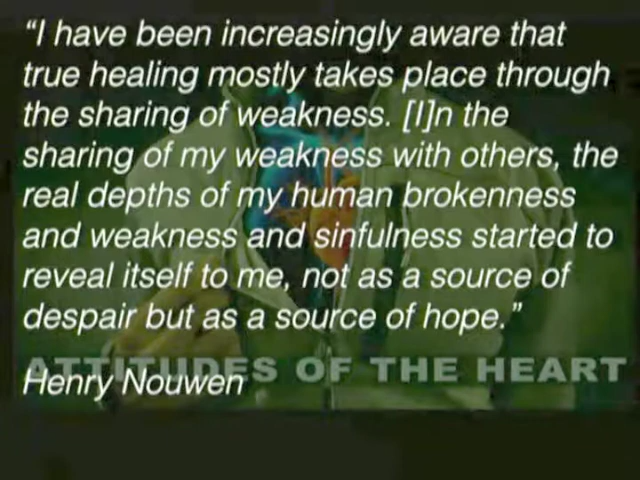 “I have been increasingly aware that
true healing mostly takes place through
the sharing of weakness. [I]n the
sharing of my weakness with others, the
real depths of my human brokenness
and weakness and sinfulness started to
reveal itself to me, not as a source of
despair but as a source of hope.”
ATTITUDES OF THE HEART
Henry Nouwen